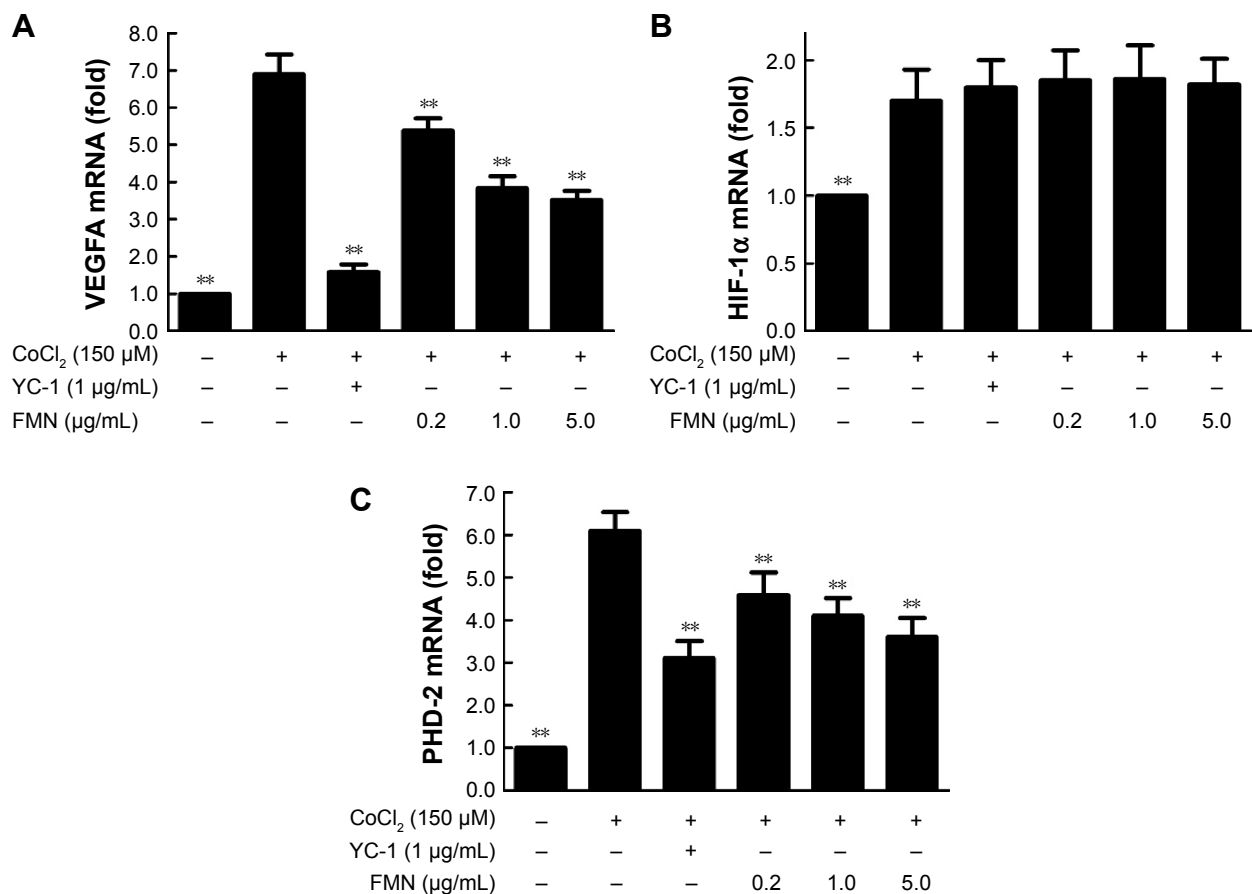 A
VEGFA mRNA (fold)
8.0
7.0
6.0
5.0
4.0
3.0
2.0
1.0
0.0
**
**
**
**
**
CoCl₂ (150 µM) – + + + + +
YC-1 (1 µg/mL) – – + – – –
FMN (µg/mL) – – – 0.2 1.0 5.0
B
HIF-1α mRNA (fold)
2.0
1.5
1.0
0.5
0.0
**
CoCl₂ (150 µM) – + + + + +
YC-1 (1 µg/mL) – – + – – –
FMN (µg/mL) – – – 0.2 1.0 5.0
C
PHD-2 mRNA (fold)
7.0
6.0
5.0
4.0
3.0
2.0
1.0
0.0
**
**
**
**
**
CoCl₂ (150 µM) – + + + + +
YC-1 (1 µg/mL) – – + – – –
FMN (µg/mL) – – – 0.2 1.0 5.0